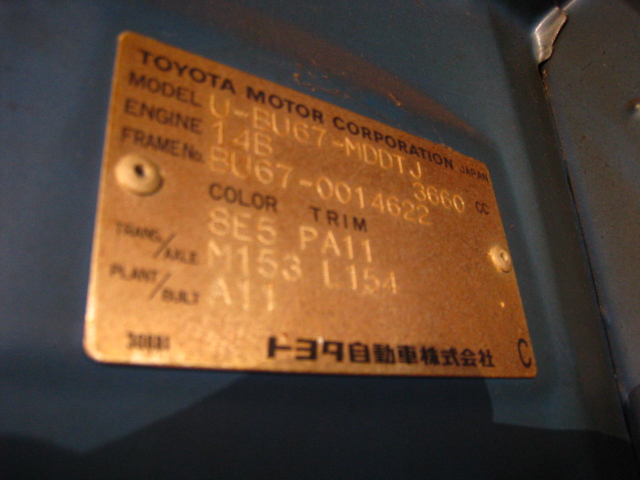 TOYOTA MOTOR CORPORATION JAPAN
MODEL U-BU67-MDDTJ
ENGINE 14B 3660 CC
FRAME No. BU67-0014622
COLOR TRIM
8E5 PA11
TRANS/AXLE M153 L154
PLANT/BUILT A11
トヨタ自動車株式会社 C